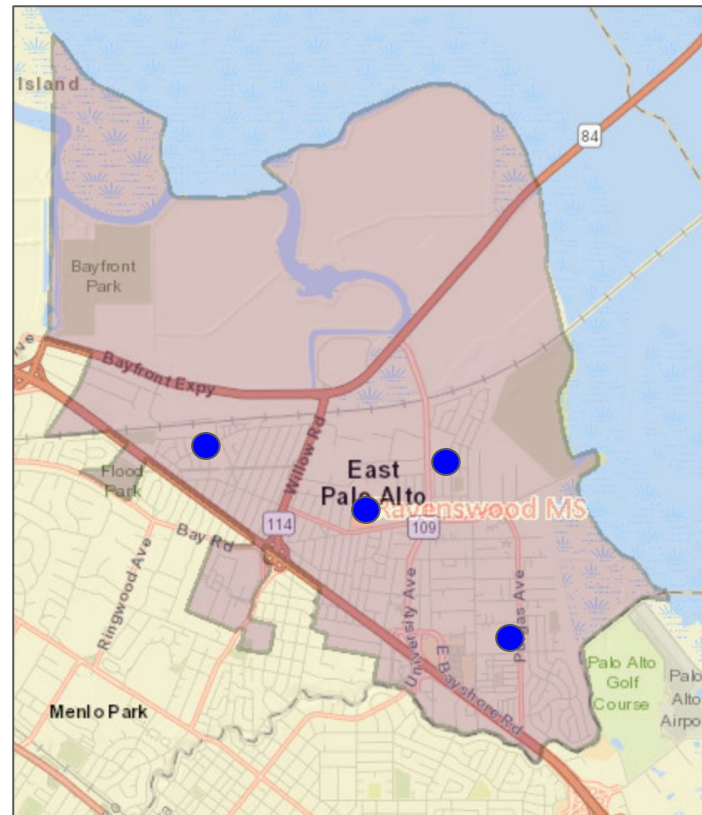 Island
84
Bayfront
Park
Bayfront Expy
Willow Rd
East
Palo Alto
Flood
Park
Ravenswood MS
114
109
Bay Rd
Ringwood Ave
University Ave
Pulgas Ave
E Bayshore Rd
Palo Alto
Golf
Course
Palo
Alto
Airpo
Menlo Park